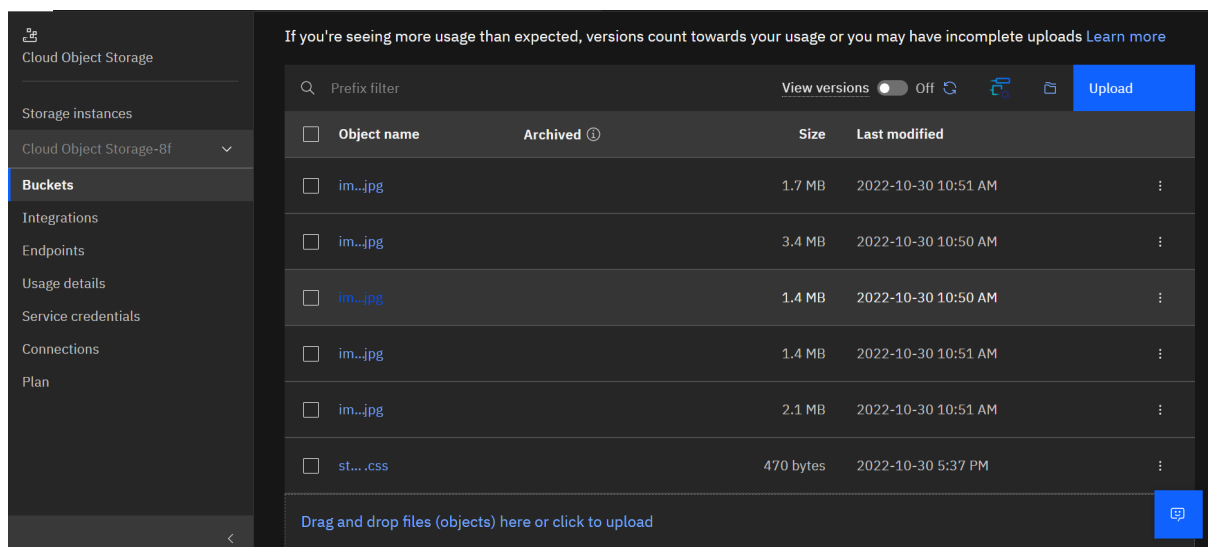 Cloud Object Storage
Storage instances
Cloud Object Storage-8f
Buckets
Integrations
Endpoints
Usage details
Service credentials
Connections
Plan
If you're seeing more usage than expected, versions count towards your usage or you may have incomplete uploads Learn more
Prefix filter View versions Off Upload
Object name Archived Size Last modified
im...jpg 1.7 MB 2022-10-30 10:51 AM
im...jpg 3.4 MB 2022-10-30 10:50 AM
im...jpg 1.4 MB 2022-10-30 10:50 AM
im...jpg 1.4 MB 2022-10-30 10:51 AM
im...jpg 2.1 MB 2022-10-30 10:51 AM
st... .css 470 bytes 2022-10-30 5:37 PM
Drag and drop files (objects) here or click to upload